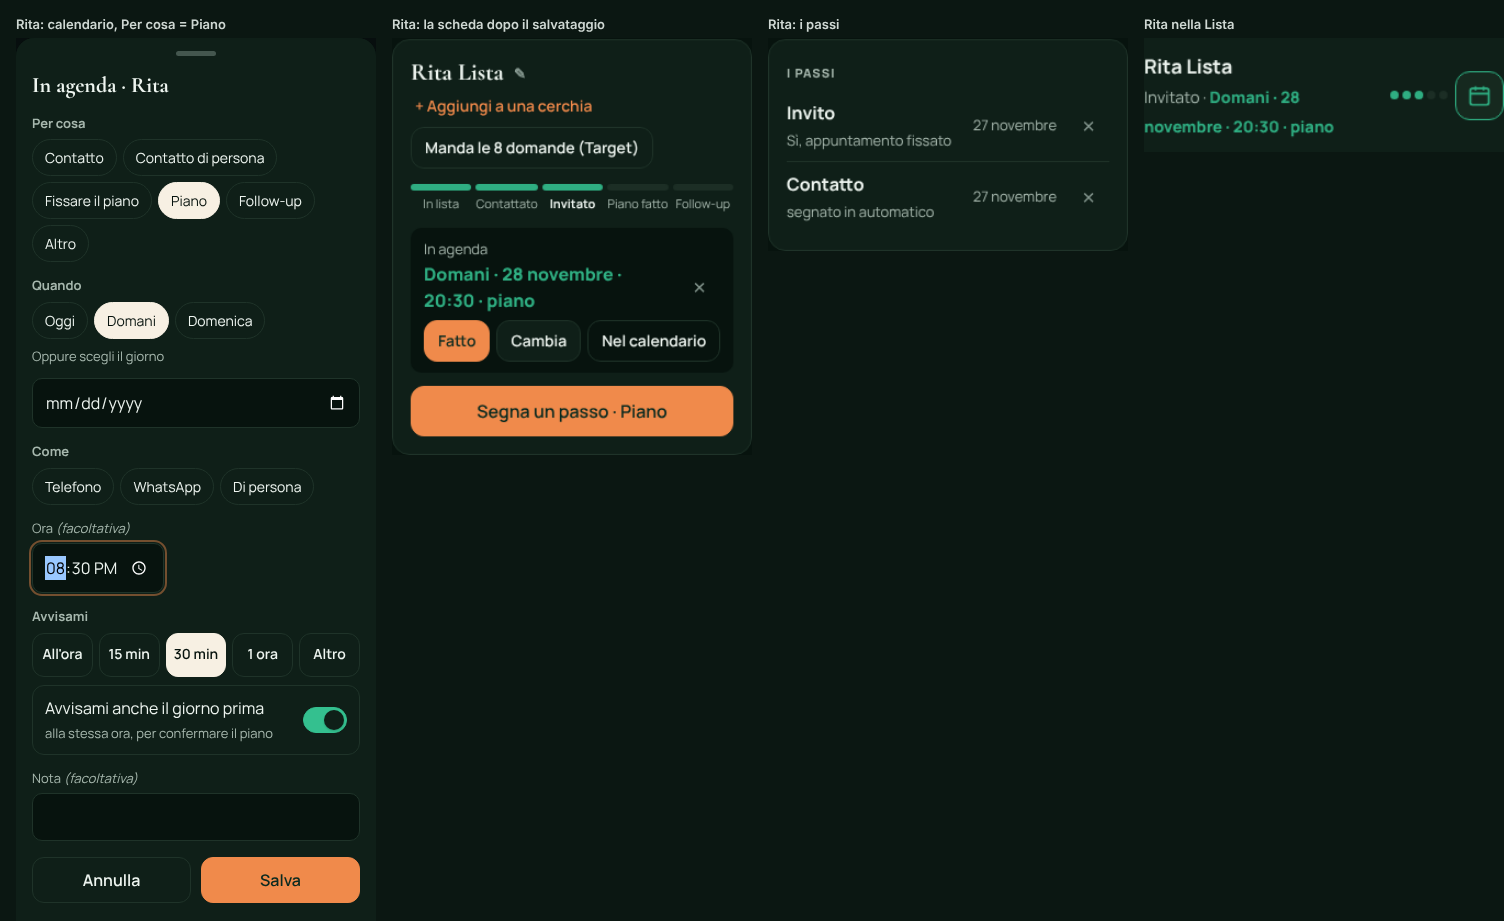 Rita: calendario, Per cosa = Piano
In agenda · Rita
Per cosa
Contatto
Contatto di persona
Fissare il piano
Piano
Follow-up
Altro
Quando
Oggi
Domani
Domenica
Oppure scegli il giorno
mm/dd/yyyy
Come
Telefono
WhatsApp
Di persona
Ora (facoltativa)
08:30 PM
Avvisami
All'ora
15 min
30 min
1 ora
Altro
Avvisami anche il giorno prima
alla stessa ora, per confermare il piano
Nota (facoltativa)
Annulla
Salva
Rita: la scheda dopo il salvataggio
Rita Lista ✎
+ Aggiungi a una cerchia
Manda le 8 domande (Target)
In lista
Contattato
Invitato
Piano fatto
Follow-up
In agenda
Domani · 28 novembre ·
20:30 · piano
×
Fatto
Cambia
Nel calendario
Segna un passo · Piano
Rita: i passi
I PASSI
Invito
Sì, appuntamento fissato
27 novembre
×
Contatto
segnato in automatico
27 novembre
×
Rita nella Lista
Rita Lista
Invitato · Domani · 28
novembre · 20:30 · piano